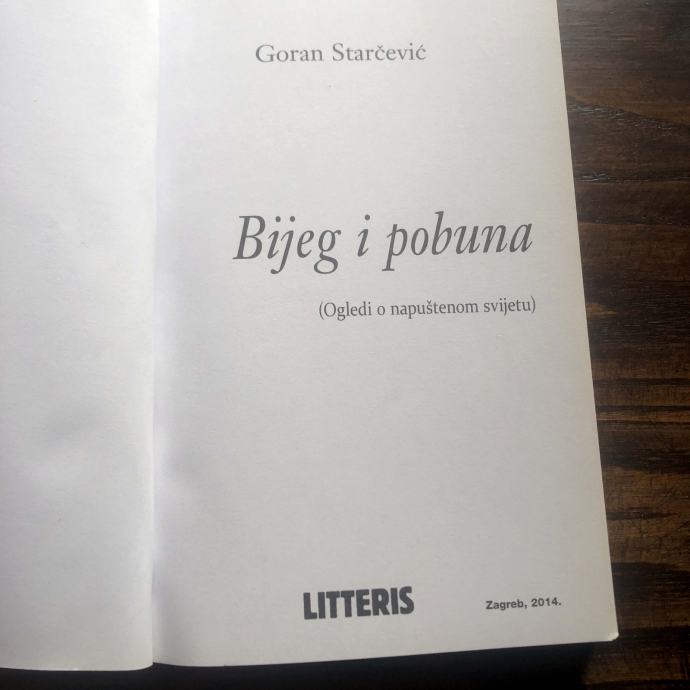 Goran Starčević
Bijeg i pobuna
(Ogledi o napuštenom svijetu)
LITTERIS
Zagreb, 2014.